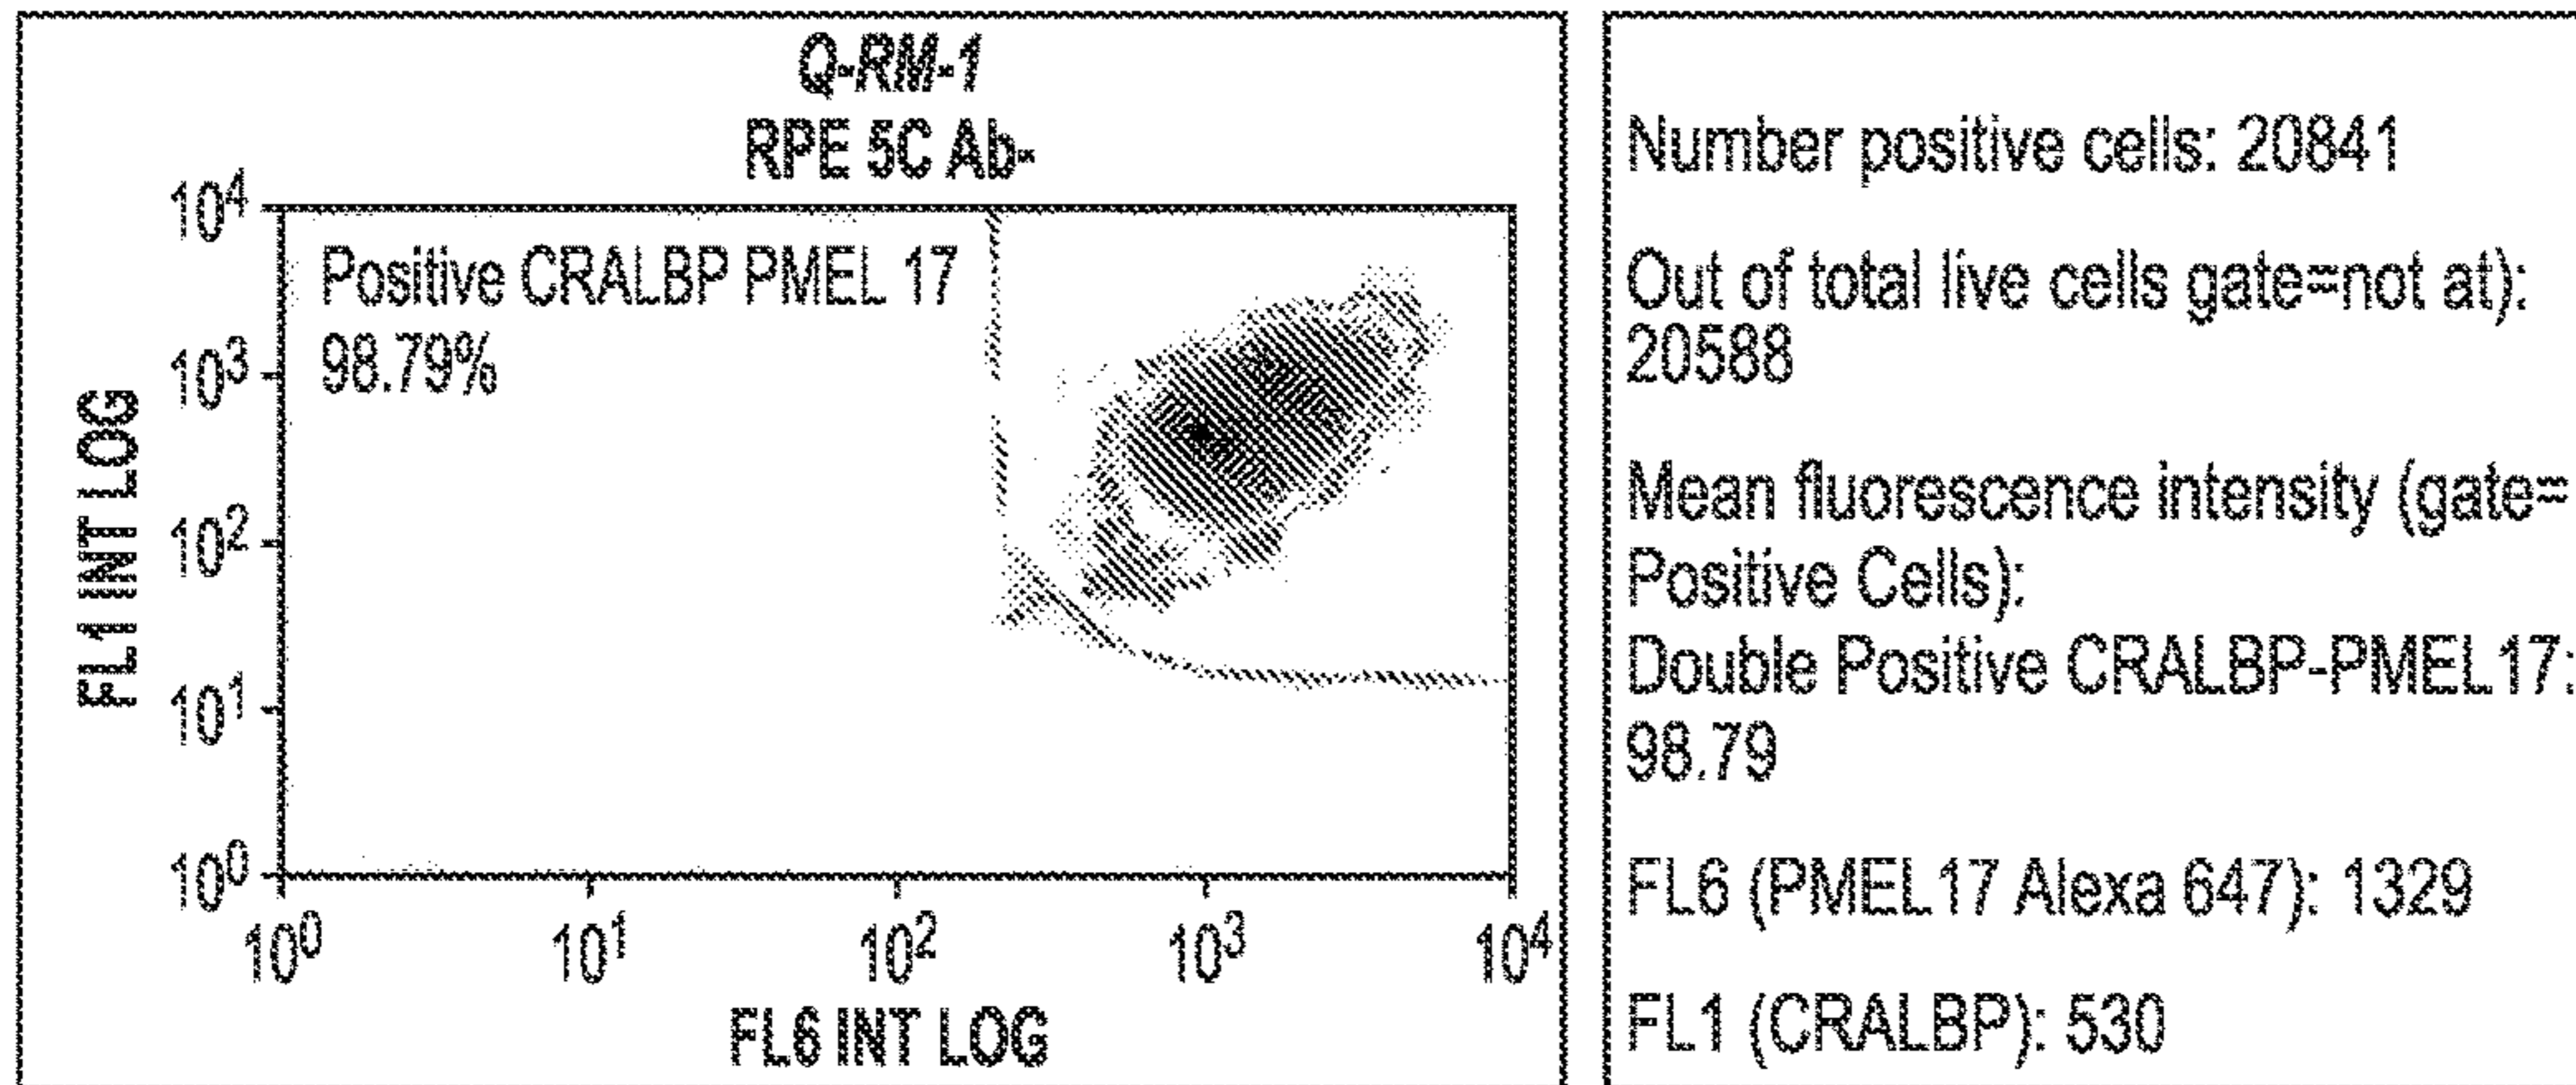 Q-RM-1
RPE 5C Ab-
Positive CRALBP PMEL 17
98.79%
10⁴
10³
10²
10¹
10⁰
FL1 INT LOG
10⁰ 10¹ 10² 10³ 10⁴
FL6 INT LOG
Number positive cells: 20841
Out of total live cells gate=not at):
20588
Mean fluorescence intensity (gate=
Positive Cells):
Double Positive CRALBP-PMEL17:
98.79
FL6 (PMEL17 Alexa 647): 1329
FL1 (CRALBP): 530